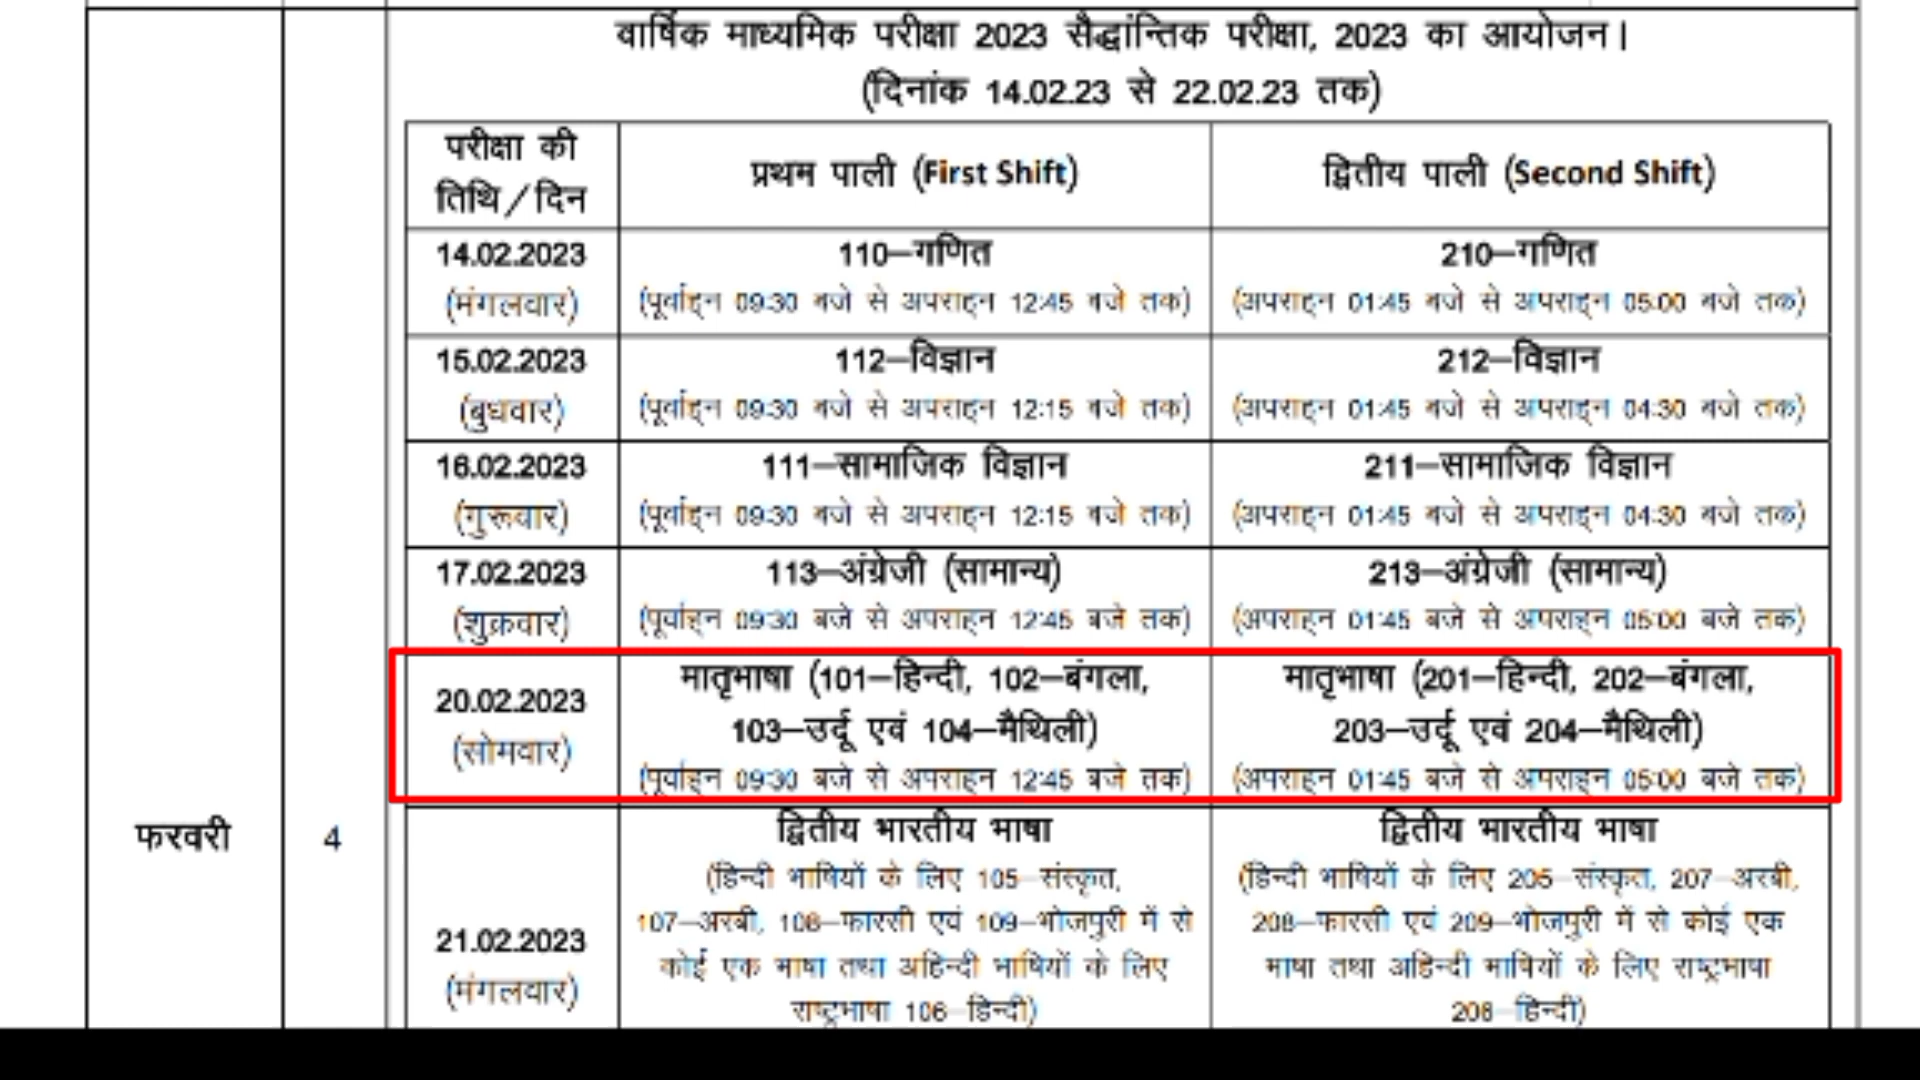 वार्षिक माध्यमिक परीक्षा 2023 सैद्धांन्तिक परीक्षा, 2023 का आयोजन।
(दिनांक 14.02.23 से 22.02.23 तक)
परीक्षा की
तिथि/दिन
प्रथम पाली (First Shift)
द्वितीय पाली (Second Shift)
14.02.2023
(मंगलवार)
110–गणित
(पूर्वाह्न 09:30 बजे से अपराह्न 12:45 बजे तक)
210–गणित
(अपराह्न 01:45 बजे से अपराह्न 05:00 बजे तक)
15.02.2023
(बुधवार)
112–विज्ञान
(पूर्वाह्न 09:30 बजे से अपराह्न 12:15 बजे तक)
212–विज्ञान
(अपराह्न 01:45 बजे से अपराह्न 04:30 बजे तक)
16.02.2023
(गुरूवार)
111–सामाजिक विज्ञान
(पूर्वाह्न 09:30 बजे से अपराह्न 12:15 बजे तक)
211–सामाजिक विज्ञान
(अपराह्न 01:45 बजे से अपराह्न 04:30 बजे तक)
17.02.2023
(शुक्रवार)
113–अंग्रेजी (सामान्य)
(पूर्वाह्न 09:30 बजे से अपराह्न 12:45 बजे तक)
213–अंग्रेजी (सामान्य)
(अपराह्न 01:45 बजे से अपराह्न 05:00 बजे तक)
20.02.2023
(सोमवार)
मातृभाषा (101–हिन्दी, 102–बंगला,
103–उर्दू एवं 104–मैथिली)
(पूर्वाह्न 09:30 बजे से अपराह्न 12:45 बजे तक)
मातृभाषा (201–हिन्दी, 202–बंगला,
203–उर्दू एवं 204–मैथिली)
(अपराह्न 01:45 बजे से अपराह्न 05:00 बजे तक)
फरवरी
4
21.02.2023
(मंगलवार)
द्वितीय भारतीय भाषा
(हिन्दी भाषियों के लिए 105–संस्कृत,
107–अरबी, 108–फारसी एवं 109–भोजपुरी में से
कोई एक भाषा तथा अहिन्दी भाषियों के लिए
राष्ट्रभाषा 106–हिन्दी)
द्वितीय भारतीय भाषा
(हिन्दी भाषियों के लिए 205–संस्कृत, 207–अरबी,
208–फारसी एवं 209–भोजपुरी में से कोई एक
भाषा तथा अहिन्दी भाषियों के लिए राष्ट्रभाषा
206–हिन्दी)